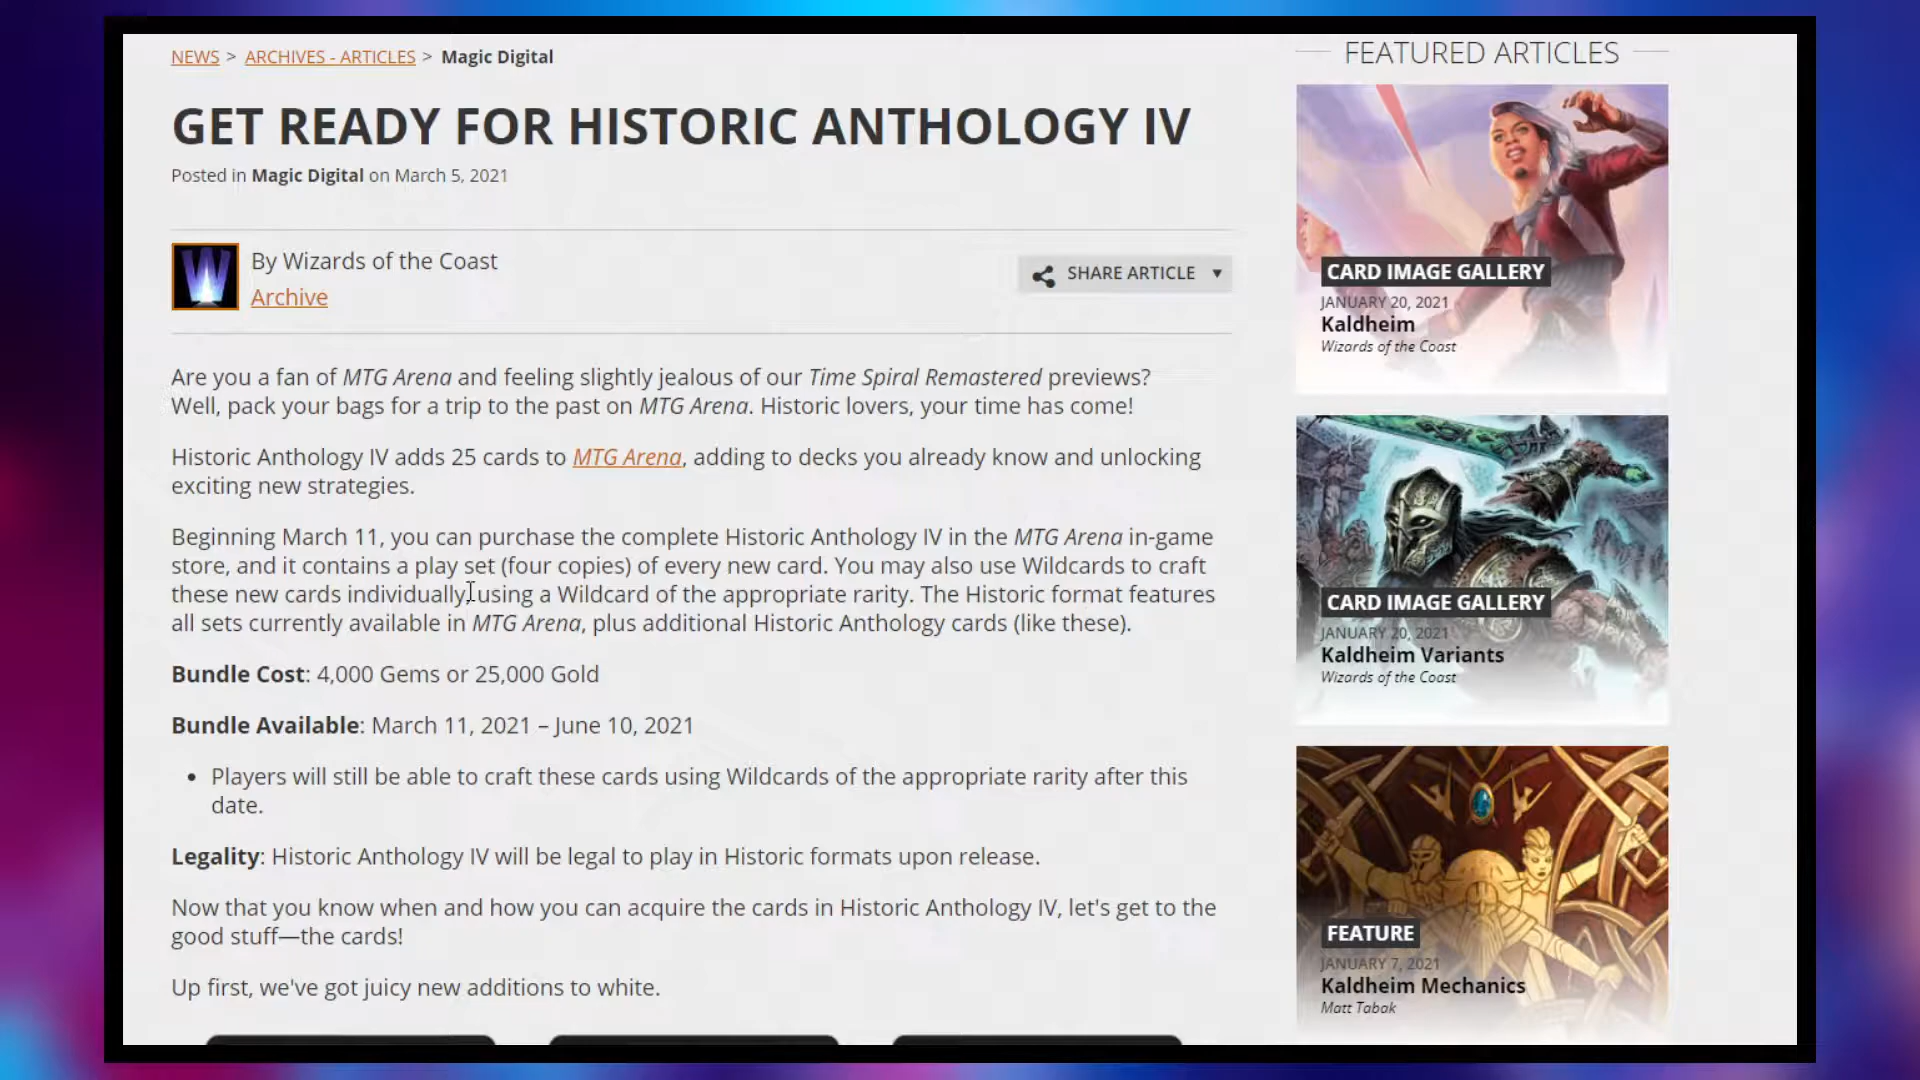 NEWS > ARCHIVES - ARTICLES > Magic Digital
GET READY FOR HISTORIC ANTHOLOGY IV
Posted in Magic Digital on March 5, 2021
W
By Wizards of the Coast
Archive
SHARE ARTICLE
Are you a fan of MTG Arena and feeling slightly jealous of our Time Spiral Remastered previews?
Well, pack your bags for a trip to the past on MTG Arena. Historic lovers, your time has come!
Historic Anthology IV adds 25 cards to MTG Arena, adding to decks you already know and unlocking
exciting new strategies.
Beginning March 11, you can purchase the complete Historic Anthology IV in the MTG Arena in-game
store, and it contains a play set (four copies) of every new card. You may also use Wildcards to craft
these new cards individually, using a Wildcard of the appropriate rarity. The Historic format features
all sets currently available in MTG Arena, plus additional Historic Anthology cards (like these).
Bundle Cost: 4,000 Gems or 25,000 Gold
Bundle Available: March 11, 2021 – June 10, 2021
• Players will still be able to craft these cards using Wildcards of the appropriate rarity after this
date.
Legality: Historic Anthology IV will be legal to play in Historic formats upon release.
Now that you know when and how you can acquire the cards in Historic Anthology IV, let's get to the
good stuff—the cards!
Up first, we've got juicy new additions to white.
FEATURED ARTICLES
CARD IMAGE GALLERY
JANUARY 20, 2021
Kaldheim
Wizards of the Coast
CARD IMAGE GALLERY
JANUARY 20, 2021
Kaldheim Variants
Wizards of the Coast
FEATURE
JANUARY 7, 2021
Kaldheim Mechanics
Matt Tabak